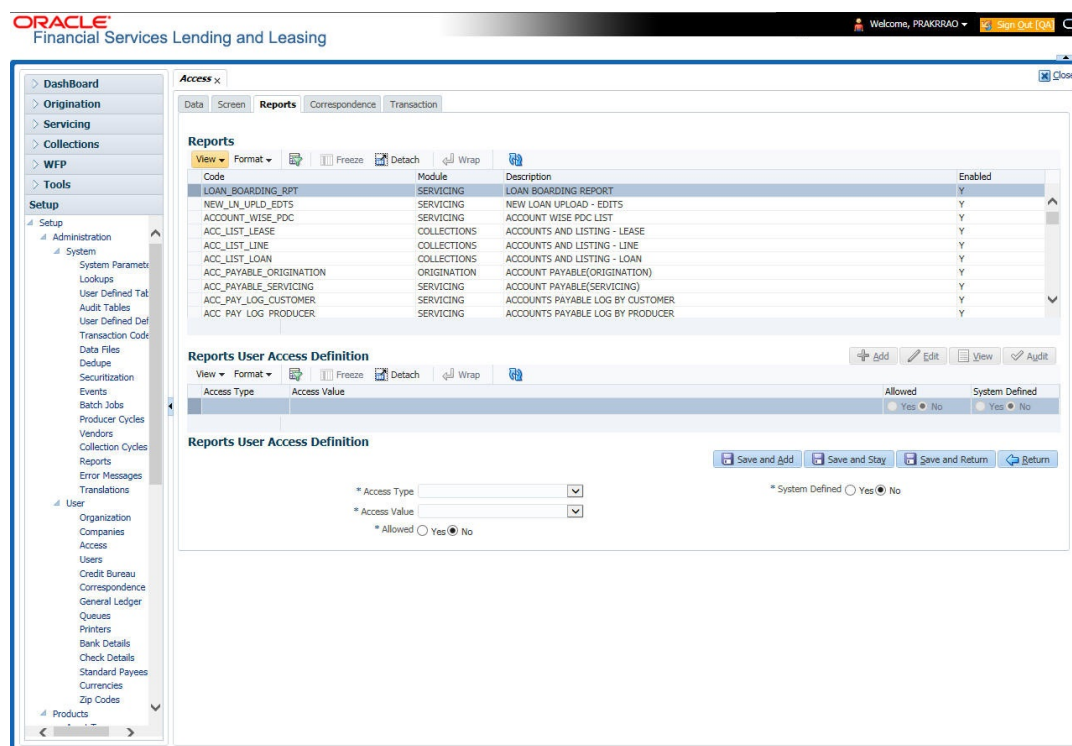 ORACLE®
Financial Services Lending and Leasing
Welcome, PRAKRRAO
Sign Out [QA]
DashBoard
Origination
Servicing
Collections
WFP
Tools
Setup
Setup
Administration
System
System Paramete
Lookups
User Defined Tab
Audit Tables
User Defined Def
Transaction Code
Data Files
Dedupe
Securitization
Events
Batch Jobs
Producer Cycles
Vendors
Collection Cycles
Reports
Error Messages
Translations
User
Organization
Companies
Access
Users
Credit Bureau
Correspondence
General Ledger
Queues
Printers
Bank Details
Check Details
Standard Payees
Currencies
Zip Codes
Products
Access x
Close
Data Screen Reports Correspondence Transaction
Reports
View Format Freeze Detach Wrap
Code Module Description Enabled
LOAN_BOARDING_RPT SERVICING LOAN BOARDING REPORT Y
NEW_LN_UPLD_EDTS SERVICING NEW LOAN UPLOAD - EDITS Y
ACCOUNT_WISE_PDC SERVICING ACCOUNT WISE PDC LIST Y
ACC_LIST_LEASE COLLECTIONS ACCOUNTS AND LISTING - LEASE Y
ACC_LIST_LINE COLLECTIONS ACCOUNTS AND LISTING - LINE Y
ACC_LIST_LOAN COLLECTIONS ACCOUNTS AND LISTING - LOAN Y
ACC_PAYABLE_ORIGINATION ORIGINATION ACCOUNT PAYABLE(ORIGINATION) Y
ACC_PAYABLE_SERVICING SERVICING ACCOUNT PAYABLE(SERVICING) Y
ACC_PAY_LOG_CUSTOMER SERVICING ACCOUNTS PAYABLE LOG BY CUSTOMER Y
ACC_PAY_LOG_PRODUCER SERVICING ACCOUNTS PAYABLE LOG BY PRODUCER Y
Reports User Access Definition
Add Edit View Audit
View Format Freeze Detach Wrap
Access Type Access Value Allowed System Defined
Yes No Yes No
Reports User Access Definition
Save and Add Save and Stay Save and Return Return
* Access Type
* System Defined Yes No
* Access Value
* Allowed Yes No